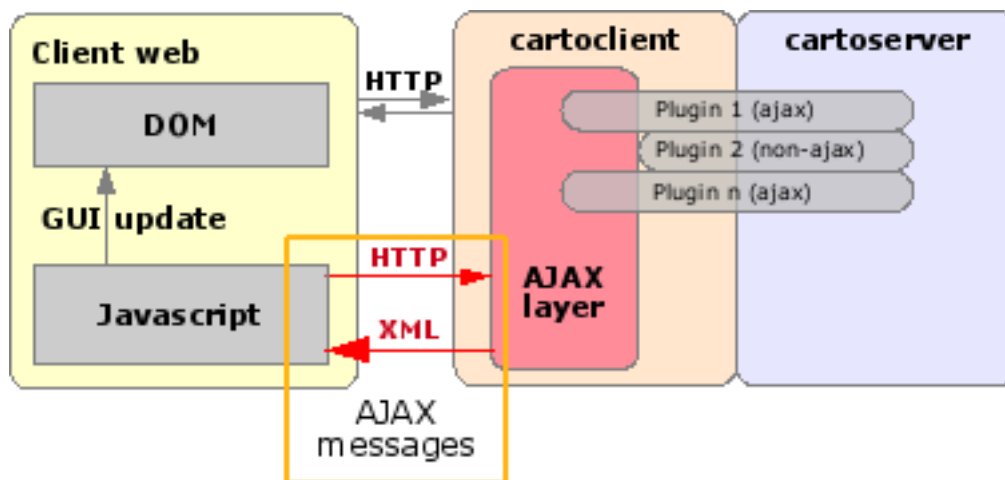 Client web
DOM
GUI update
Javascript
HTTP
HTTP
XML
AJAX
messages
cartoclient
AJAX
layer
cartoserver
Plugin 1 (ajax)
Plugin 2 (non-ajax)
Plugin n (ajax)